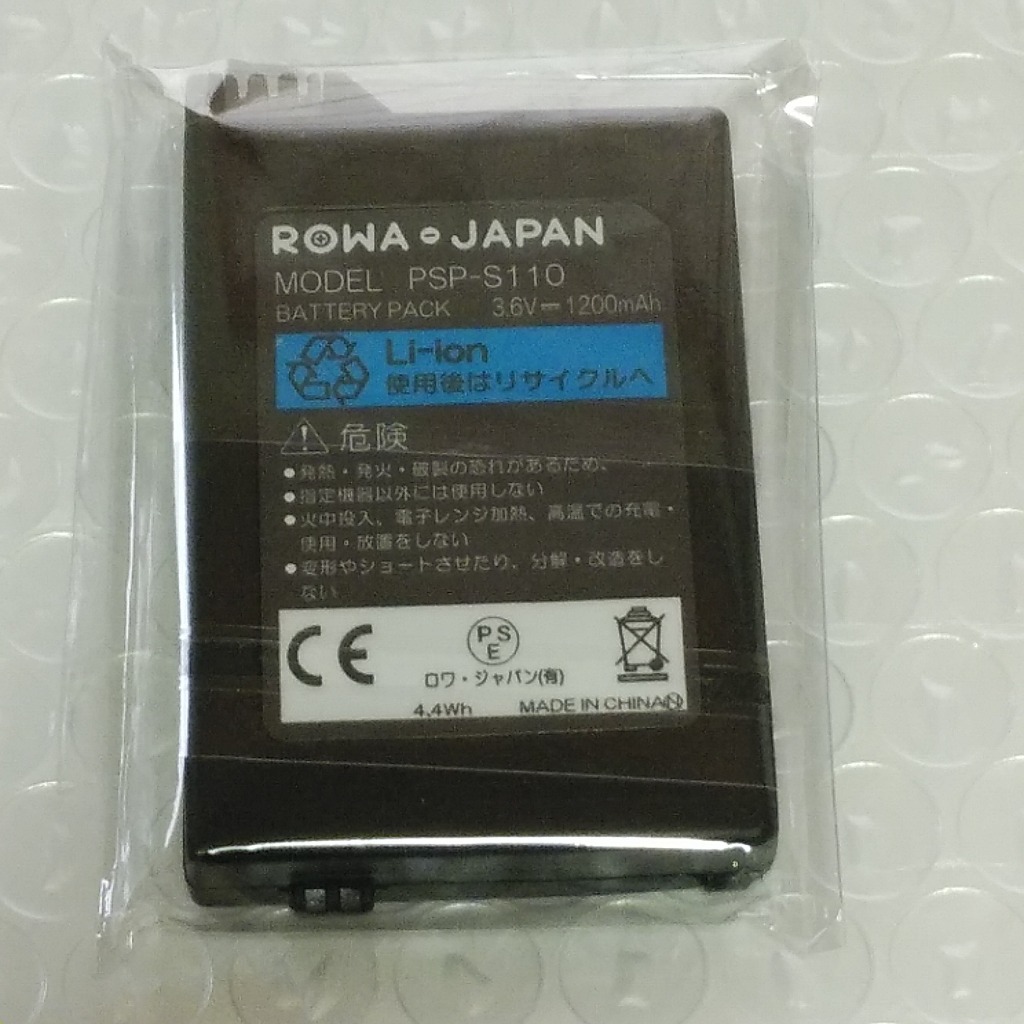 ROWA JAPAN
MODEL PSP-S110
BATTERY PACK 3.6V⎓1200mAh
Li-ion
使用後はリサイクルへ
危険
●発熱・発火・破裂の恐れがあるため、
●指定機器以外には使用しない
●火中投入、電子レンジ加熱、高温での充電・
使用・放置をしない
●変形やショートさせたり、分解・改造をし
ない
CE
PSE
ロワ・ジャパン(有)
4.4Wh MADE IN CHINA Ⓝ